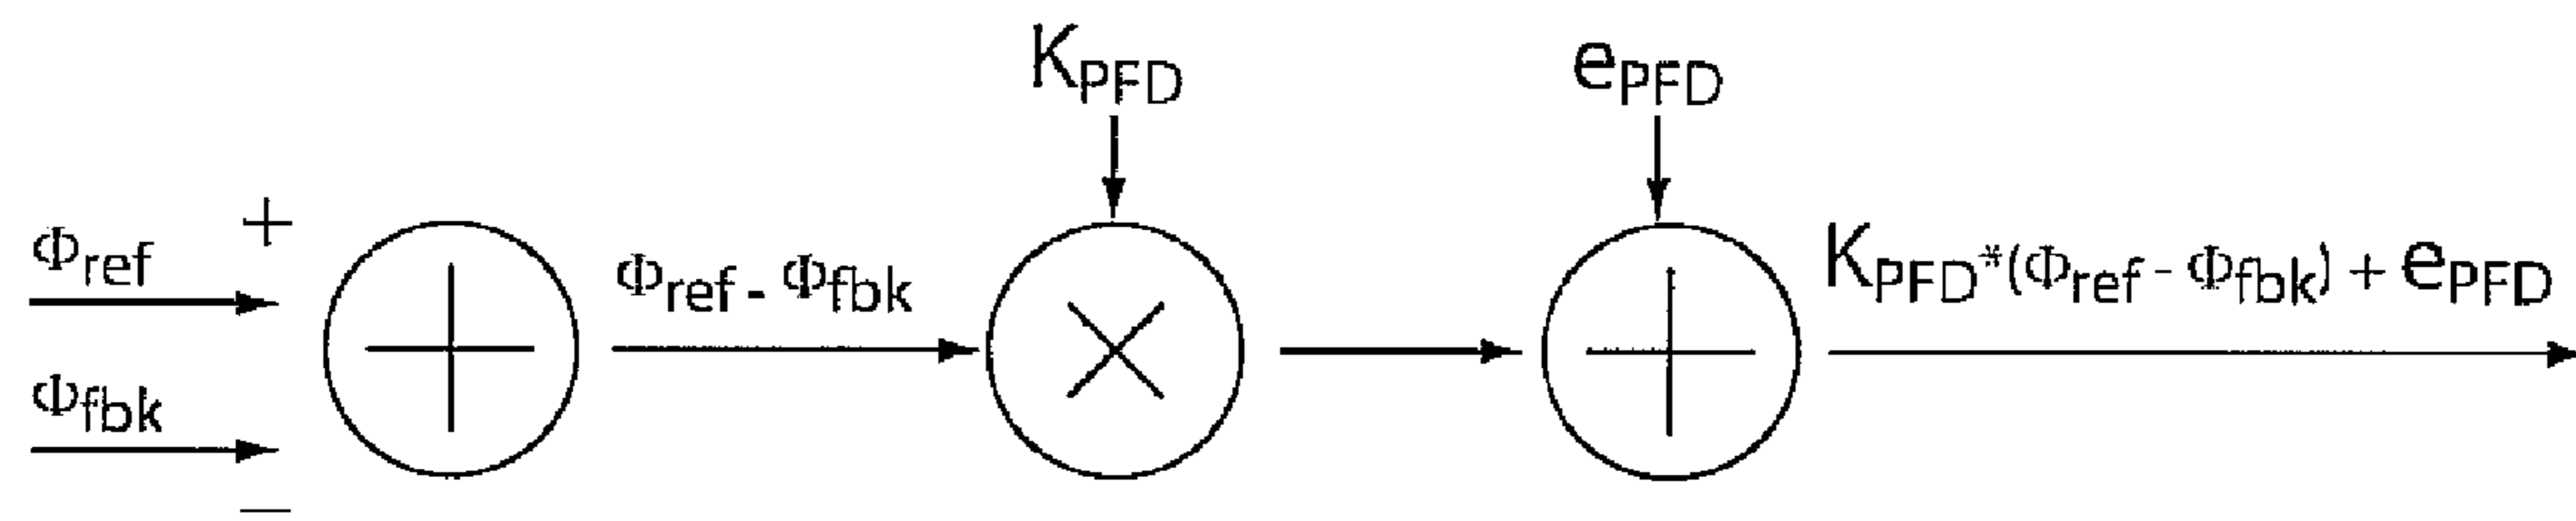 K_PFD
e_PFD
+
Φ_ref
Φ_ref - Φ_fbk
K_PFD*(Φ_ref - Φ_fbk) + e_PFD
Φ_fbk
−